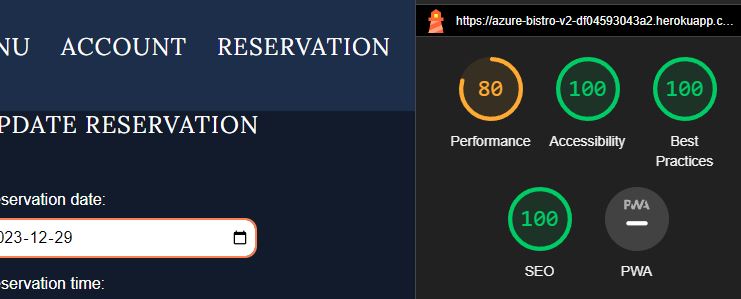 NU ACCOUNT RESERVATION
PDATE RESERVATION
eservation date:
023-12-29
eservation time:
https://azure-bistro-v2-df04593043a2.herokuapp.c...
80 100 100
Performance Accessibility Best
Practices
100 PWA
SEO PWA